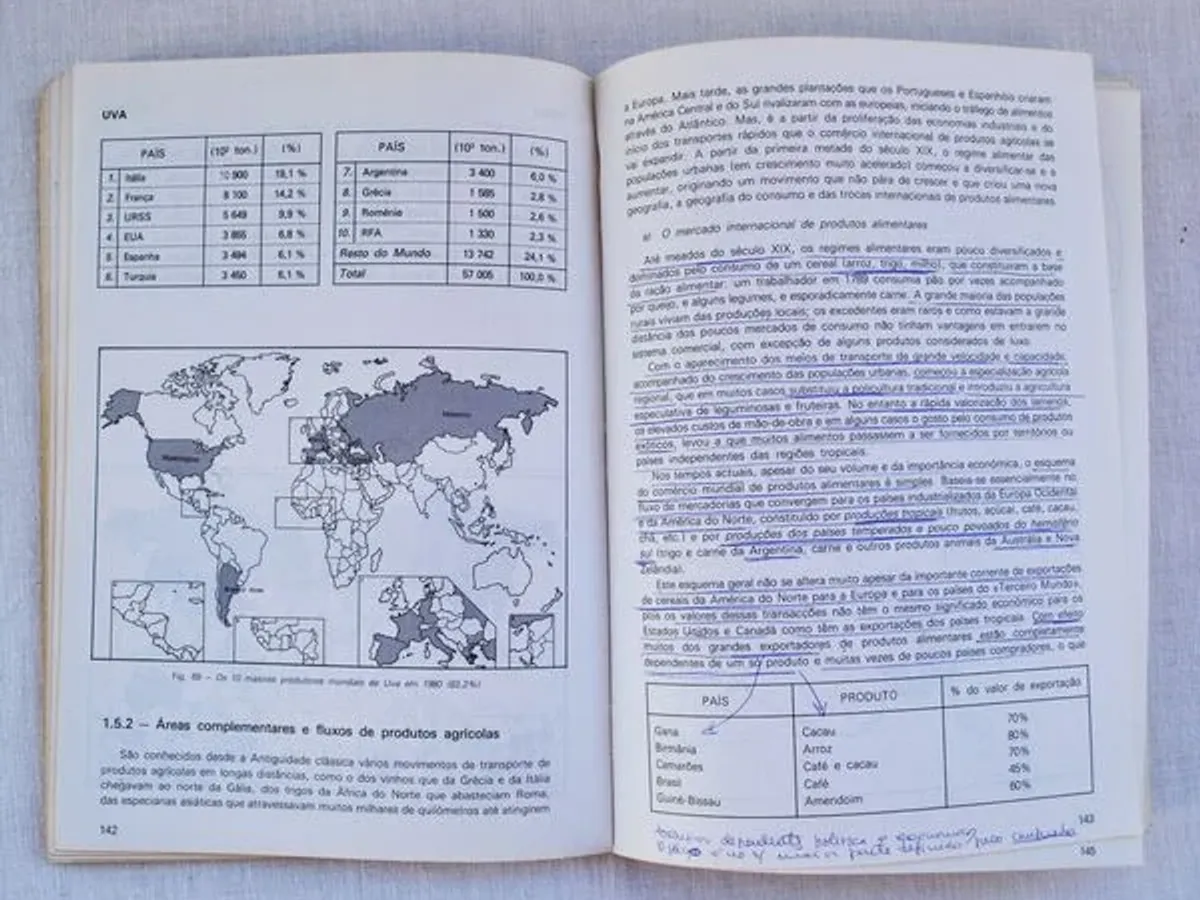 UVA
PAÍS (10³ ton.) (%)
1. Itália 10 900 19,1 %
2. França 8 100 14,2 %
3. URSS 5 649 9,9 %
4. EUA 3 865 6,8 %
5. Espanha 3 484 6,1 %
6. Turquia 3 450 6,1 %
PAÍS (10³ ton.) (%)
7. Argentina 3 400 6,0 %
8. Grécia 1 585 2,8 %
9. Roménia 1 500 2,6 %
10. RFA 1 330 2,3 %
Resto do Mundo 13 742 24,1 %
Total 57 005 100,0 %
Fig. 69 — Os 10 maiores produtores mundiais de Uva em 1980
1.5.2 — Áreas complementares e fluxos de produtos agrícolas
São conhecidos desde a Antiguidade clássica vários movimentos de transporte de
produtos agrícolas em longas distâncias, como o dos vinhos que da Grécia e da Itália
chegavam ao norte da Gália, dos trigos da África do Norte que abasteciam Roma,
das especiarias asiáticas que atravessavam muitos milhares de quilómetros até atingirem
142
a Europa. Mais tarde, as grandes plantações que os Portugueses e Espanhóis criaram
na América Central e do Sul rivalizaram com as europeias, iniciando o tráfego de alimentos
através do Atlântico. Mas, é a partir da proliferação das economias industriais e do
início dos transportes rápidos que o comércio internacional de produtos agrícolas se
vai expandir. A partir da primeira metade do século XIX, o regime alimentar das
populações urbanas (em crescimento muito acelerado) começou a diversificar-se e a
aumentar, originando um movimento que não pára de crescer e que criou uma nova
geografia, a geografia do consumo e das trocas internacionais de produtos alimentares
a) O mercado internacional de produtos alimentares
Até meados do século XIX, os regimes alimentares eram pouco diversificados e
dominados pelo consumo de um cereal (arroz, trigo, milho), que constituíram a base
da ração alimentar: um trabalhador em 1789 consumia pão por vezes acompanhado
por queijo, e alguns legumes, e esporadicamente carne. A grande maioria das populações
rurais viviam das produções locais; os excedentes eram raros e como estavam a grande
distância dos poucos mercados de consumo não tinham vantagens em entrarem no
sistema comercial, com excepção de alguns produtos considerados de luxo.
Com o aparecimento dos meios de transporte de grande velocidade e capacidade,
acompanhado do crescimento das populações urbanas, começou a especialização agrícola
regional, que em muitos casos substituiu a policultura tradicional e introduziu a agricultura
especulativa de leguminosas e fruteiras. No entanto a rápida valorização dos terrenos,
os elevados custos de mão-de-obra e em alguns casos o gosto pelo consumo de produtos
exóticos, levou a que muitos alimentos passassem a ser fornecidos por territórios ou
países independentes das regiões tropicais.
Nos tempos actuais, apesar do seu volume e da importância económica, o esquema
do comércio mundial de produtos alimentares é simples. Baseia-se essencialmente no
fluxo de mercadorias que convergem para os países industrializados da Europa Ocidental
e da América do Norte, constituído por produções tropicais (frutos, açúcar, café, cacau,
chá, etc.) e por produções dos países temperados e pouco povoados do hemisfério
sul (trigo e carne da Argentina, carne e outros produtos animais da Austrália e Nova
Zelândia).
Este esquema geral não se altera muito apesar da importante corrente de exportações
de cereais da América do Norte para a Europa e para os países do «Terceiro Mundo»,
pois os valores dessas transacções não têm o mesmo significado económico para os
Estados Unidos e Canadá como têm as exportações dos países tropicais. Com efeito
muitos dos grandes exportadores de produtos alimentares estão completamente
dependentes de um só produto e muitas vezes de poucos países compradores, o que
PAÍS PRODUTO % do valor de exportação
Gana Cacau 70%
Birmânia Arroz 80%
Camarões Café e cacau 70%
Brasil Café 45%
Guiné-Bissau Amendoim 60%
143
145